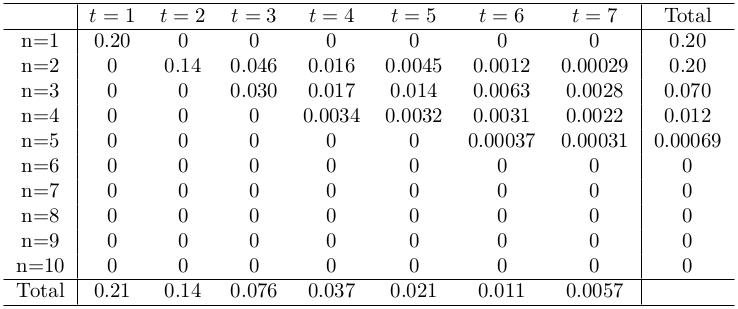 t = 1 t = 2 t = 3 t = 4 t = 5 t = 6 t = 7 Total
n=1 0.20 0 0 0 0 0 0 0.20
n=2 0 0.14 0.046 0.016 0.0045 0.0012 0.00029 0.20
n=3 0 0 0.030 0.017 0.014 0.0063 0.0028 0.070
n=4 0 0 0 0.0034 0.0032 0.0031 0.0022 0.012
n=5 0 0 0 0 0 0.00037 0.00031 0.00069
n=6 0 0 0 0 0 0 0 0
n=7 0 0 0 0 0 0 0 0
n=8 0 0 0 0 0 0 0 0
n=9 0 0 0 0 0 0 0 0
n=10 0 0 0 0 0 0 0 0
Total 0.21 0.14 0.076 0.037 0.021 0.011 0.0057